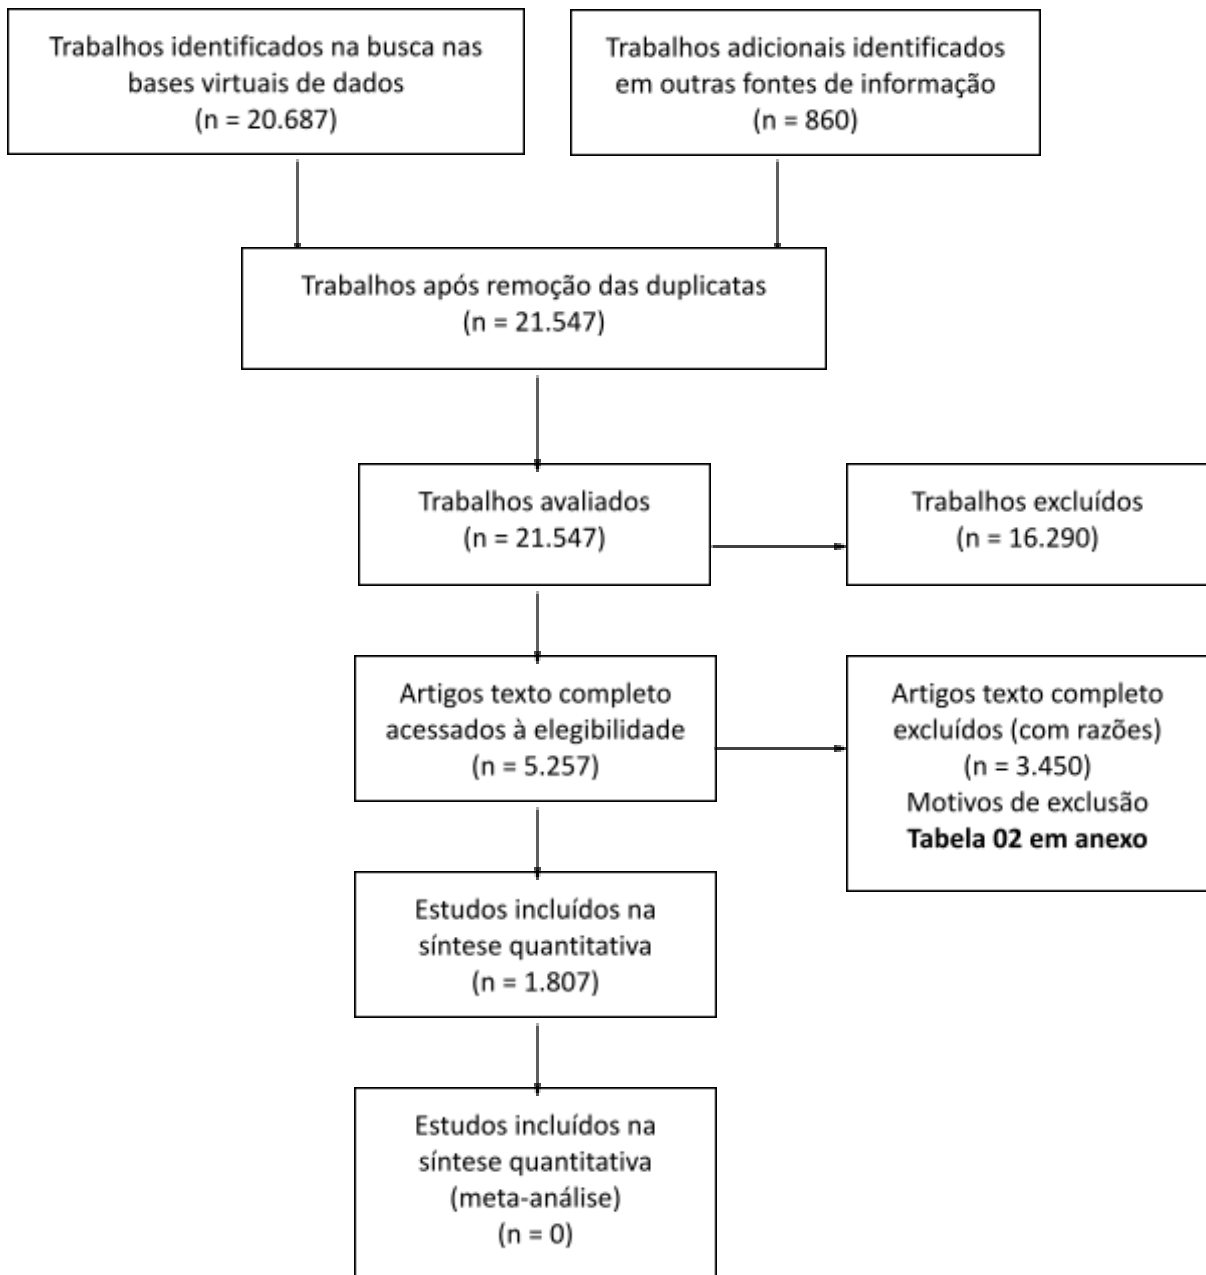 Trabalhos identificados na busca nas
bases virtuais de dados
(n = 20.687)
Trabalhos adicionais identificados
em outras fontes de informação
(n = 860)
Trabalhos após remoção das duplicatas
(n = 21.547)
Trabalhos avaliados
(n = 21.547)
Trabalhos excluídos
(n = 16.290)
Artigos texto completo
acessados à elegibilidade
(n = 5.257)
Artigos texto completo
excluídos (com razões)
(n = 3.450)
Motivos de exclusão
Tabela 02 em anexo
Estudos incluídos na
síntese quantitativa
(n = 1.807)
Estudos incluídos na
síntese quantitativa
(meta-análise)
(n = 0)